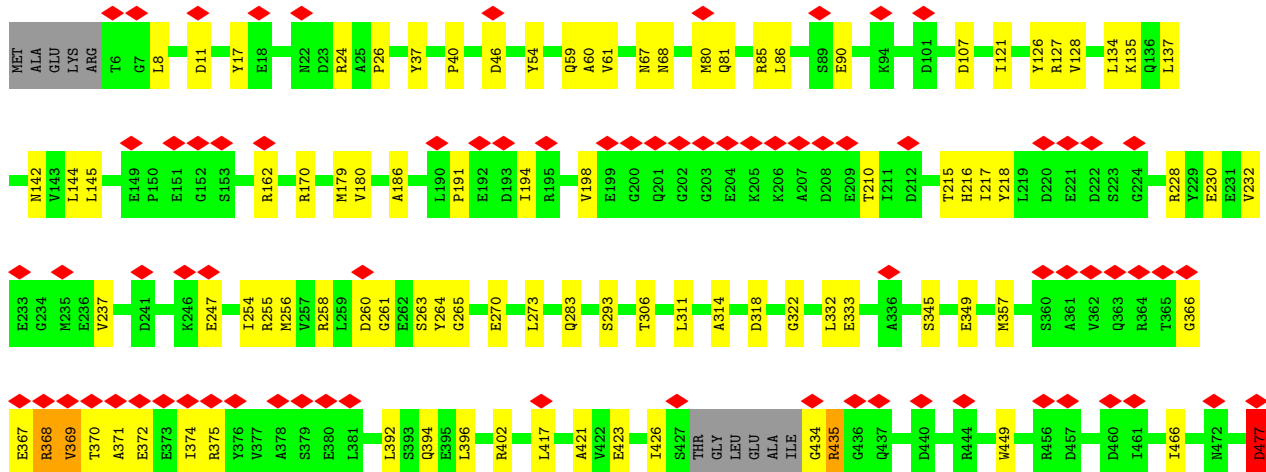 MET ALA GLU LYS ARG T6 G7 L8 D11 Y17 E18 N22 D23 R24 A25 P26 Y37 P40 D46 Y54 Q59 A60 V61 N67 N68 M80 Q81 R85 L86 S89 E90 K94 D101 D107 I121 Y126 R127 V128 L134 K135 Q136 L137
N142 V143 L144 L145 E149 P150 E151 G152 S153 R162 R170 M179 V180 A186 L190 P191 E192 D193 I194 R195 V198 E199 G200 Q201 G202 G203 E204 K205 K206 A207 D208 E209 T210 I211 D212 T215 H216 I217 Y218 L219 D220 E221 D222 S223 G224 R228 Y229 E230 E231 V232
E233 G234 M235 E236 V237 D241 K246 E247 I254 R255 M256 V257 R258 L259 D260 G261 E262 S263 Y264 G265 E270 L273 Q283 S293 T306 L311 A314 D318 G322 L332 E333 A336 S345 E349 M357 S360 A361 V362 Q363 R364 T365 G366
E367 R368 V369 T370 A371 E372 E373 I374 R375 Y376 V377 A378 S379 E380 L381 L392 S393 Q394 E395 L396 R402 L417 A421 V422 E423 I426 S427 THR GLY LEU GLU ALA ILE G434 R435 G436 Q437 D440 R444 W449 R456 D457 D460 I461 I466 N472 D477